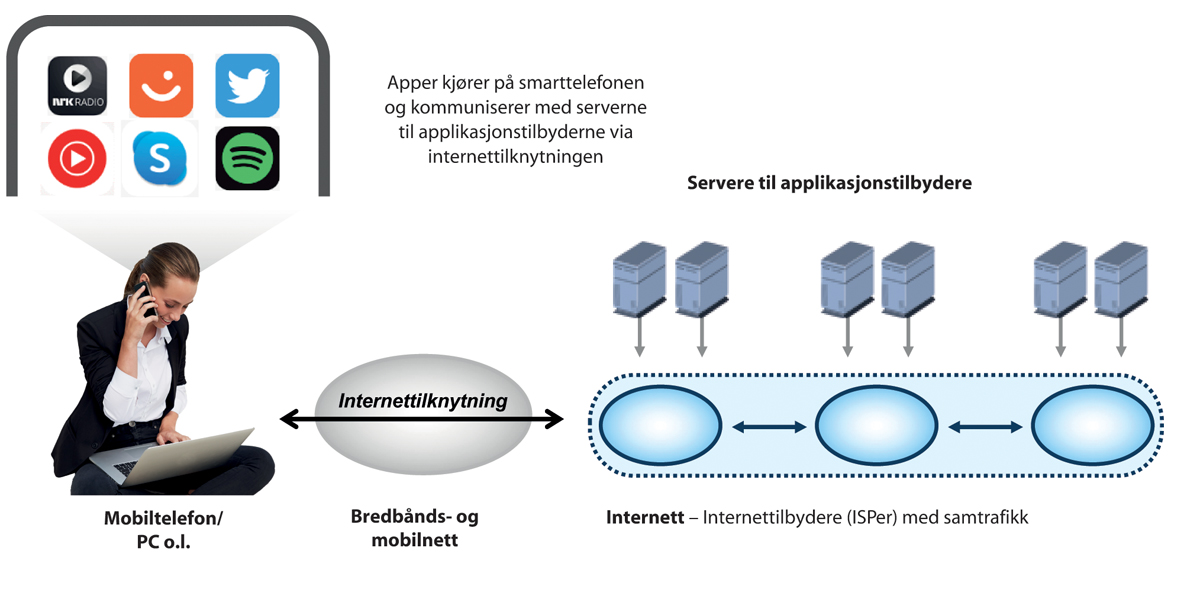 NRK RADIO
Apper kjører på smarttelefonen
og kommuniserer med serverne
til applikasjonstilbyderne via
internettilknytningen
S
Servere til applikasjonstilbydere
Internettilknytning
Mobiltelefon/
PC o.l.
Bredbånds- og
mobilnett
Internett – Internettilbydere (ISPer) med samtrafikk